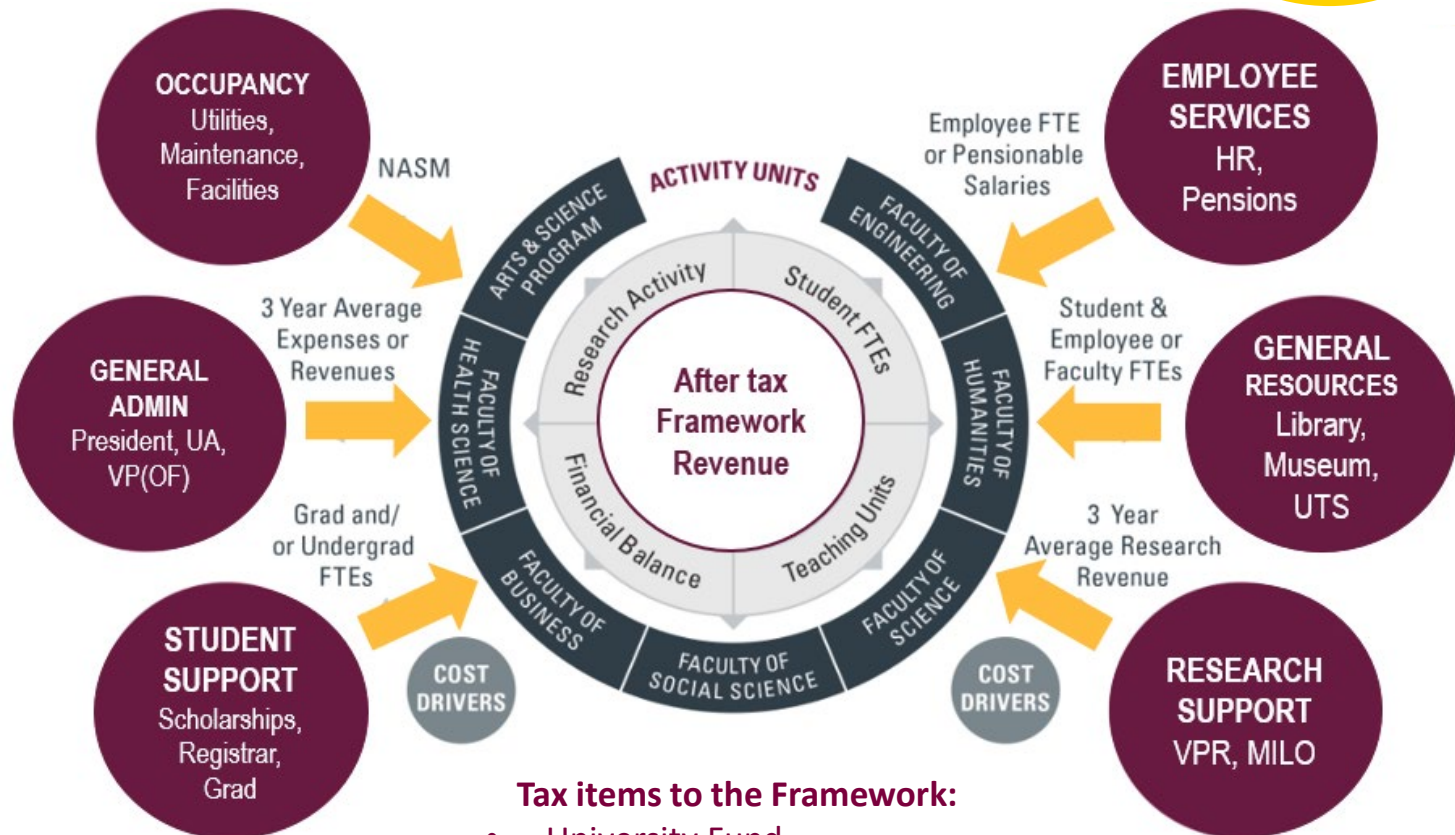 OCCUPANCY
Utilities,
Maintenance,
Facilities
NASM
GENERAL
ADMIN
President, UA,
VP(OF)
3 Year Average
Expenses or
Revenues
STUDENT
SUPPORT
Scholarships,
Registrar,
Grad
Grad and/
or Undergrad
FTEs
COST
DRIVERS
ACTIVITY UNITS
ARTS & SCIENCE
PROGRAM
FACULTY OF
HEALTH SCIENCE
FACULTY OF
BUSINESS
FACULTY OF
SOCIAL SCIENCE
FACULTY OF
SCIENCE
FACULTY OF
HUMANITIES
FACULTY OF
ENGINEERING
Research Activity
Student FTEs
Financial Balance
Teaching Units
After tax
Framework
Revenue
EMPLOYEE
SERVICES
HR,
Pensions
Employee FTE
or Pensionable
Salaries
GENERAL
RESOURCES
Library,
Museum,
UTS
Student &
Employee or
Faculty FTEs
RESEARCH
SUPPORT
VPR, MILO
3 Year
Average Research
Revenue
COST
DRIVERS
Tax items to the Framework:
• University Fund